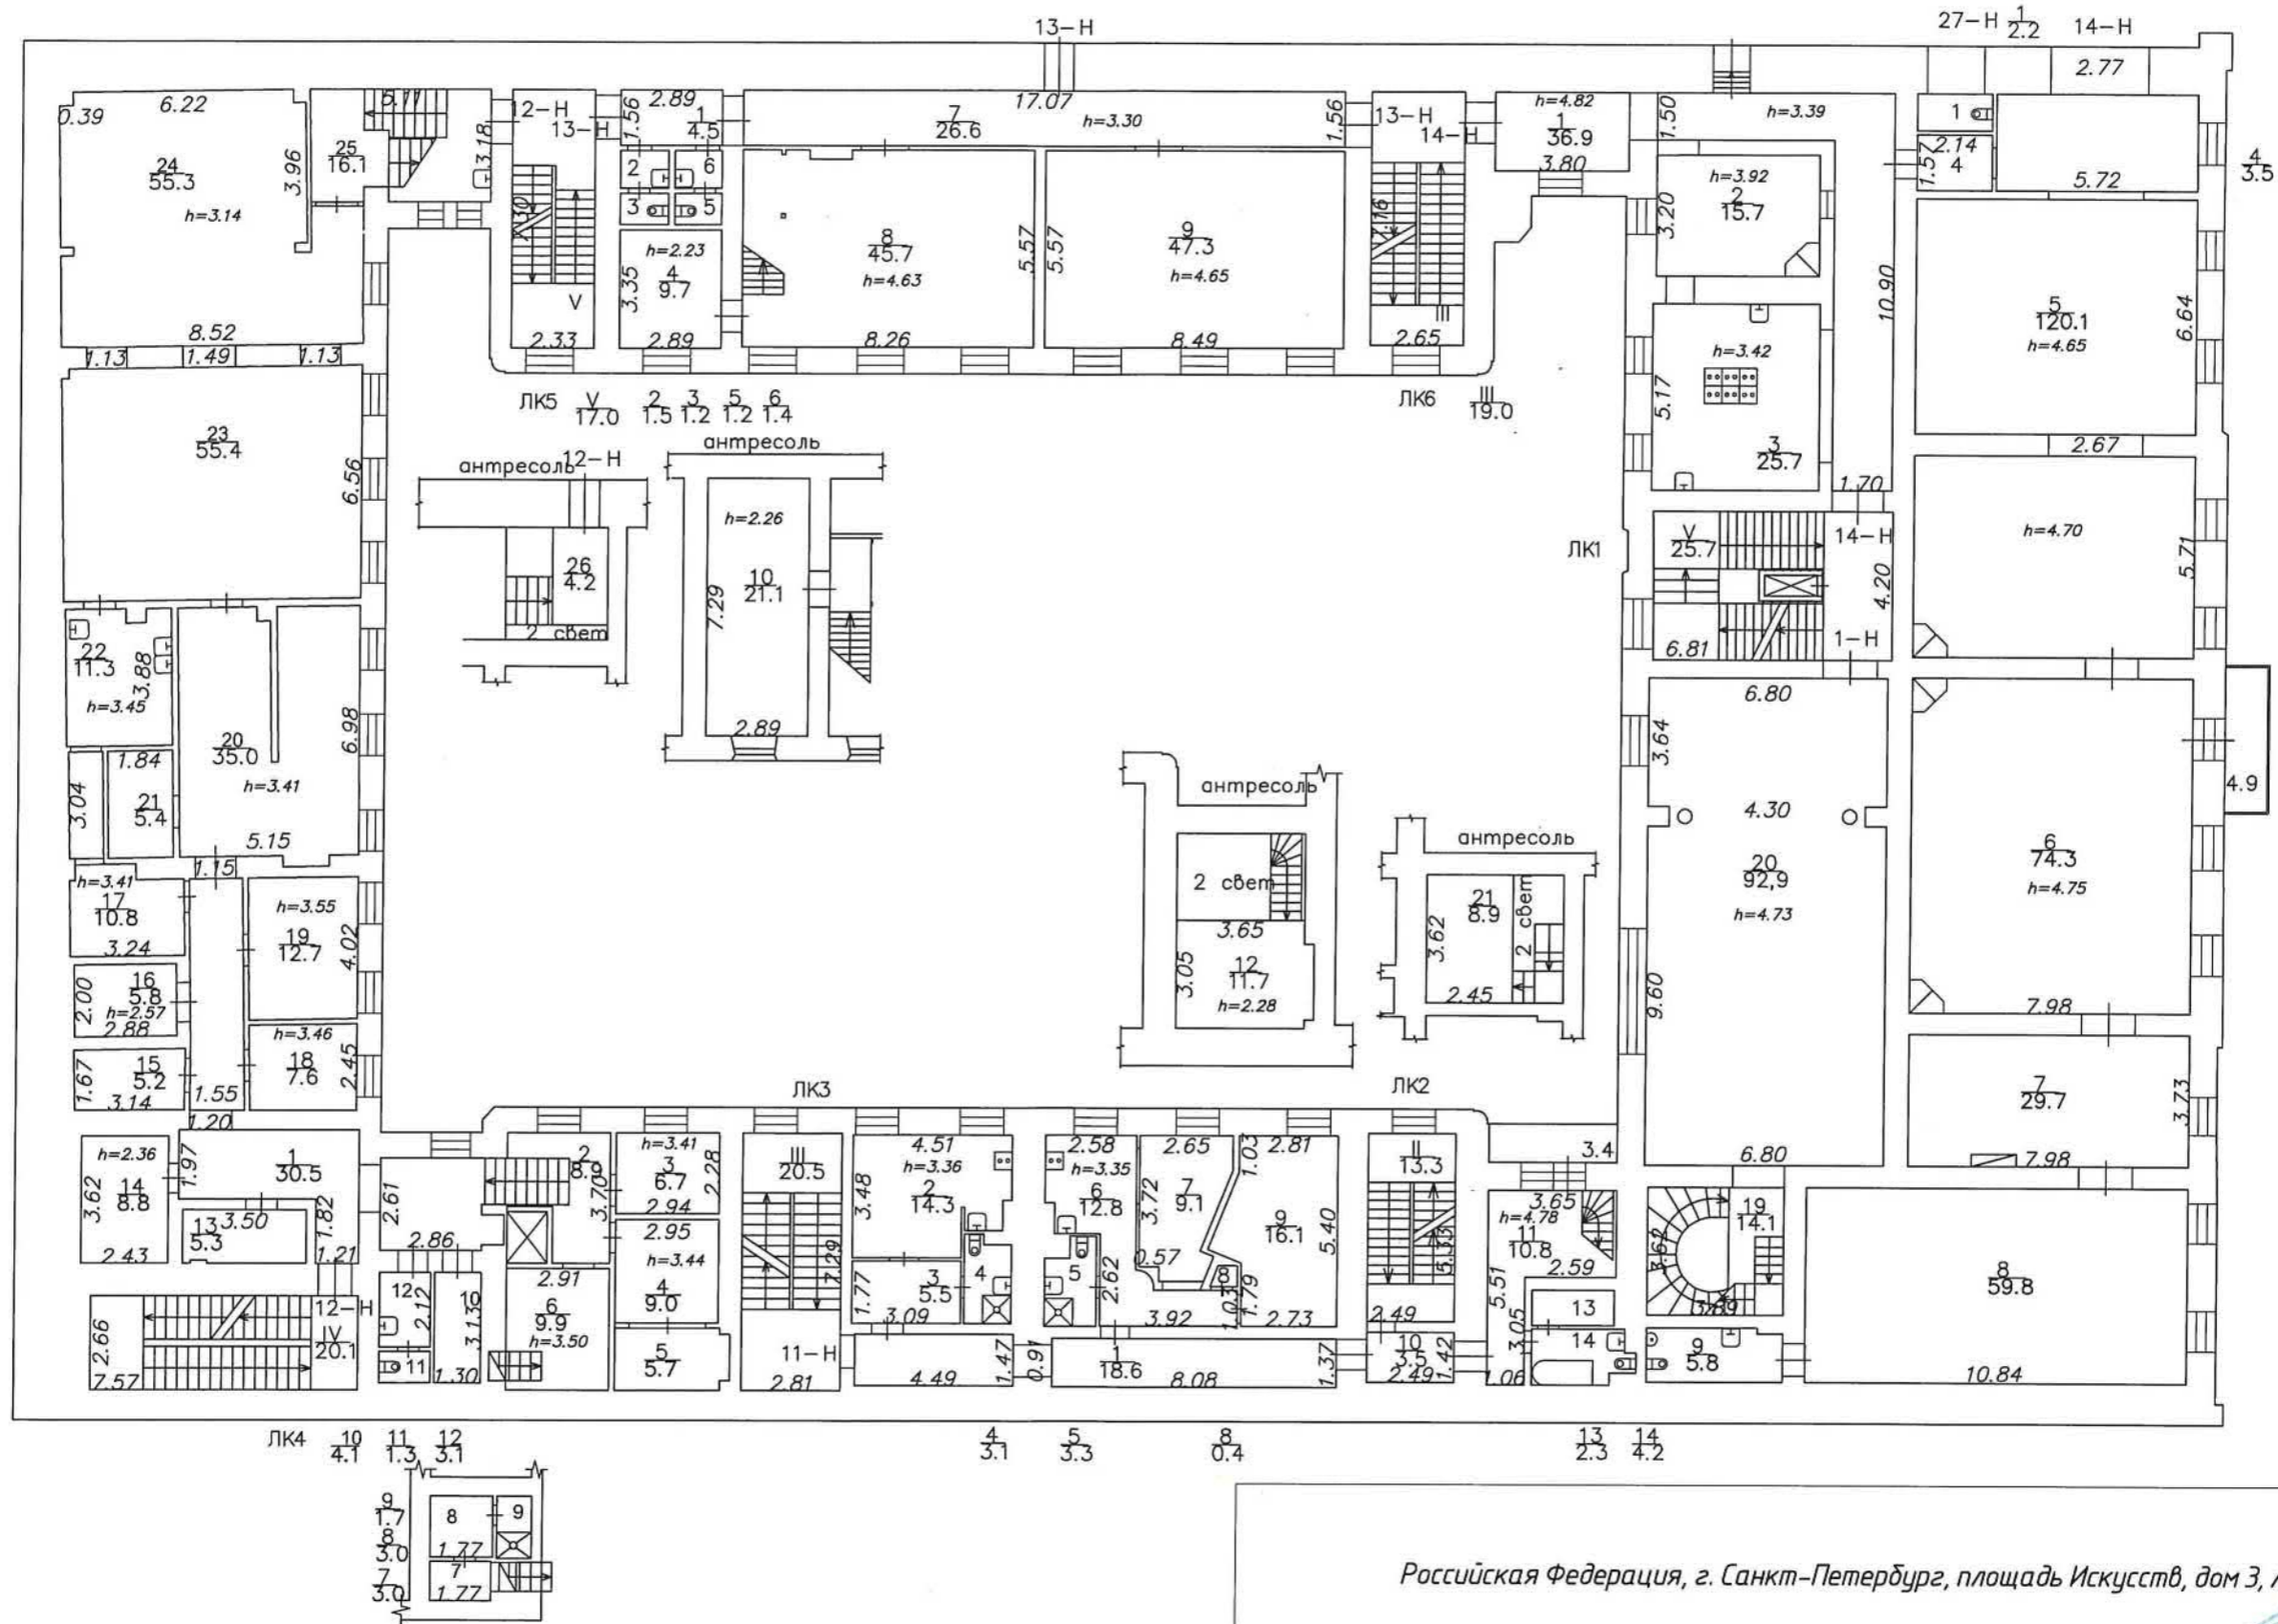 13-Н
27-Н 1 2.2 14-Н
2.77
0.39 6.22
24 55.3
h=3.14
3.96
25 16.1
5.11
3.18
12-Н
13-Н
1.56 2.89
1 4.5
17.07
7 26.6
h=3.30
1.56
13-Н
14-Н
h=4.82
1 36.9
3.80
1.50
h=3.39
1
2.14
1.57 4
5.72
4 3.5
2 6
3 5
h=2.23
4 9.7
3.35
2.89
V
2.33
8 45.7
h=4.63
5.57
8.26
5.57
9 47.3
h=4.65
8.49
III
2.65
h=3.92
2 15.7
3.20
10.90
5 120.1
h=4.65
6.64
8.52
1.13 1.49 1.13
ЛК5 V 17.0 2 1.5 3 1.2 5 1.2 6 1.4
ЛК6 III 19.0
h=3.42
5.17
3 25.7
2.67
1.70
23 55.4
6.56
антресоль
12-Н
26 4.2
2 свет
антресоль
h=2.26
10 21.1
7.29
2.89
ЛК1
V 25.7
14-Н
4.20
6.81
1-Н
h=4.70
5.71
22 11.3
3.88
h=3.45
20 35.0
h=3.41
6.98
5.15
1.84
3.04
21 5.4
1.15
6.80
3.64
4.30
20 92,9
h=4.73
9.60
6.80
6 74.3
h=4.75
7.98
4.9
антресоль
2 свет
3.65
3.05
12 11.7
h=2.28
антресоль
21 8.9
2 свет
3.62
2.45
h=3.41
17 10.8
3.24
h=3.55
19 12.7
4.02
16 5.8
2.00
h=2.57
2.88
h=3.46
18 7.6
2.45
15 5.2
1.67
3.14
1.55
1.20
7 29.7
3.73
7.98
ЛК3
ЛК2
h=2.36
14 8.8
3.62
2.43
1.97
1 30.5
3.50
13 5.3
1.82
1.21
2.61
2.86
2 8.9
3.70
h=3.41
3 6.7
2.28
2.94
2.95
h=3.44
4 9.0
5 5.7
2.91
6 9.9
h=3.50
III 20.5
7.29
11-Н
2.81
4.51
h=3.36
2 14.3
3.48
3 5.5
1.77
3.09
4
4.49
1.47
0.91
2.58
h=3.35
6 12.8
5
2.62
2.65
7 9.1
3.72
0.57
3.92
8
1.03
2.81
1.03
9 16.1
5.40
1.79
2.73
1 18.6
8.08
1.37
II 13.3
5.33
2.49
10 3.5
2.49
1.42
3.4
3.65
h=4.78
11 10.8
2.59
5.51
3.05
1.06
13
14
19 14.1
3.62
3.89
9 5.8
8 59.8
10.84
2.66
7.57
12-Н
IV 20.1
12
2.12
11
10
3.13
1.30
ЛК4 10 4.1 11 1.3 12 3.1
4 3.1 5 3.3 8 0.4 13 2.3 14 4.2
9 1.7
8 3.0
7 3.0
8 9
1.77
7
1.77
Российская Федерация, г. Санкт-Петербург, площадь Искусств, дом 3,